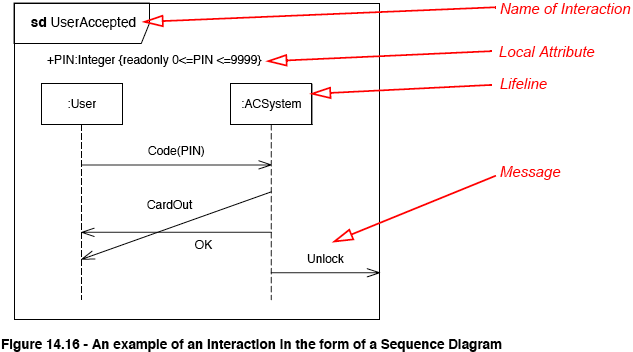 sd UserAccepted
Name of Interaction
+PIN:Integer {readonly 0<=PIN <=9999}
Local Attribute
:User
:ACSystem
Lifeline
Code(PIN)
Message
CardOut
OK
Unlock
Figure 14.16 - An example of an Interaction in the form of a Sequence Diagram